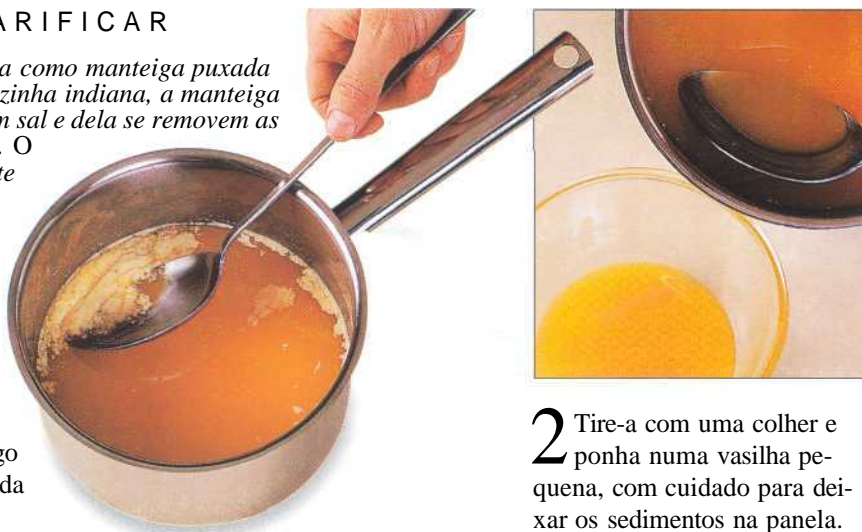 ARIFICAR
a como manteiga puxada
zinha indiana, a manteiga
m sal e dela se removem as
. O
te
go
da
2 Tire-a com uma colher e
ponha numa vasilha pe-
quena, com cuidado para dei-
xar os sedimentos na panela.